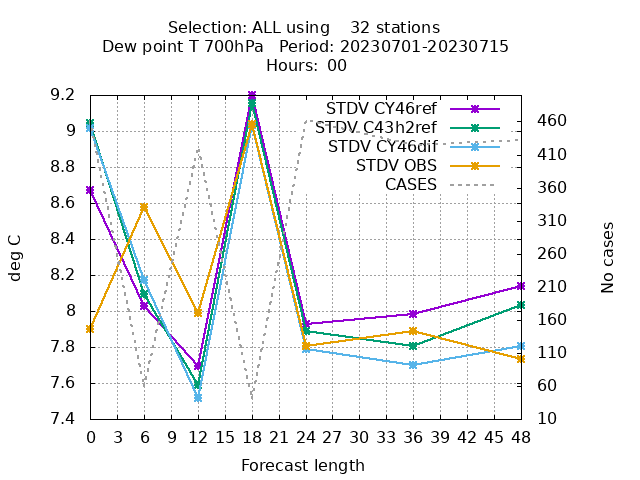 Selection: ALL using    32 stations
Dew point T 700hPa   Period: 20230701-20230715
Hours:  00
deg C
9.2
9
8.8
8.6
8.4
8.2
8
7.8
7.6
7.4
STDV CY46ref
STDV C43h2ref
STDV CY46dif
STDV OBS
CASES
460
410
360
310
260
210
160
110
60
10
No cases
0 3 6 9 12 15 18 21 24 27 30 33 36 39 42 45 48
Forecast length